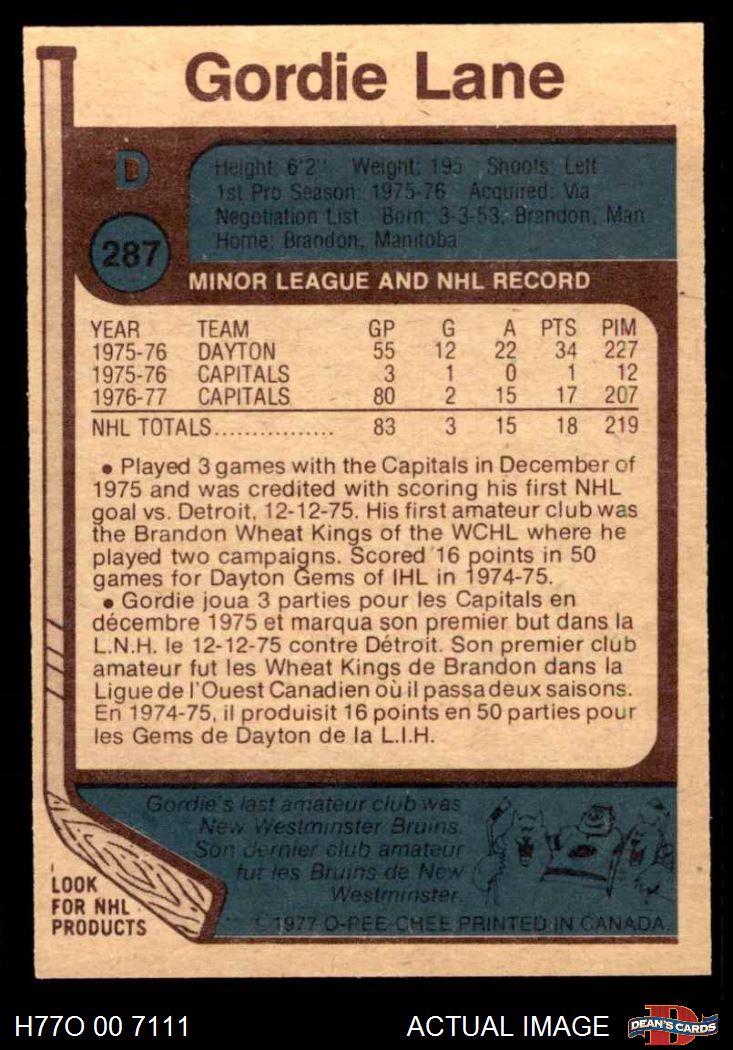 Gordie Lane
D
Height: 6'2" Weight: 195 Shoots: Left
1st Pro Season: 1975-76 Acquired: Via
Negotiation List Born: 3-3-53, Brandon, Man
Home: Brandon, Manitoba
287
MINOR LEAGUE AND NHL RECORD
YEAR TEAM GP G A PTS PIM
1975-76 DAYTON 55 12 22 34 227
1975-76 CAPITALS 3 1 0 1 12
1976-77 CAPITALS 80 2 15 17 207
NHL TOTALS................ 83 3 15 18 219
• Played 3 games with the Capitals in December of
1975 and was credited with scoring his first NHL
goal vs. Detroit, 12-12-75. His first amateur club was
the Brandon Wheat Kings of the WCHL where he
played two campaigns. Scored 16 points in 50
games for Dayton Gems of IHL in 1974-75.
• Gordie joua 3 parties pour les Capitals en
décembre 1975 et marqua son premier but dans la
L.N.H. le 12-12-75 contre Détroit. Son premier club
amateur fut les Wheat Kings de Brandon dans la
Ligue de l'Ouest Canadien où il passa deux saisons.
En 1974-75, il produisit 16 points en 50 parties pour
les Gems de Dayton de la L.I.H.
Gordie's last amateur club was
New Westminster Bruins.
Son dernier club amateur
fut les Bruins de New
Westminster.
LOOK
FOR NHL
PRODUCTS
© 1977 O-PEE-CHEE PRINTED IN CANADA.
H77O 00 7111 ACTUAL IMAGE
D
DEAN'S CARDS